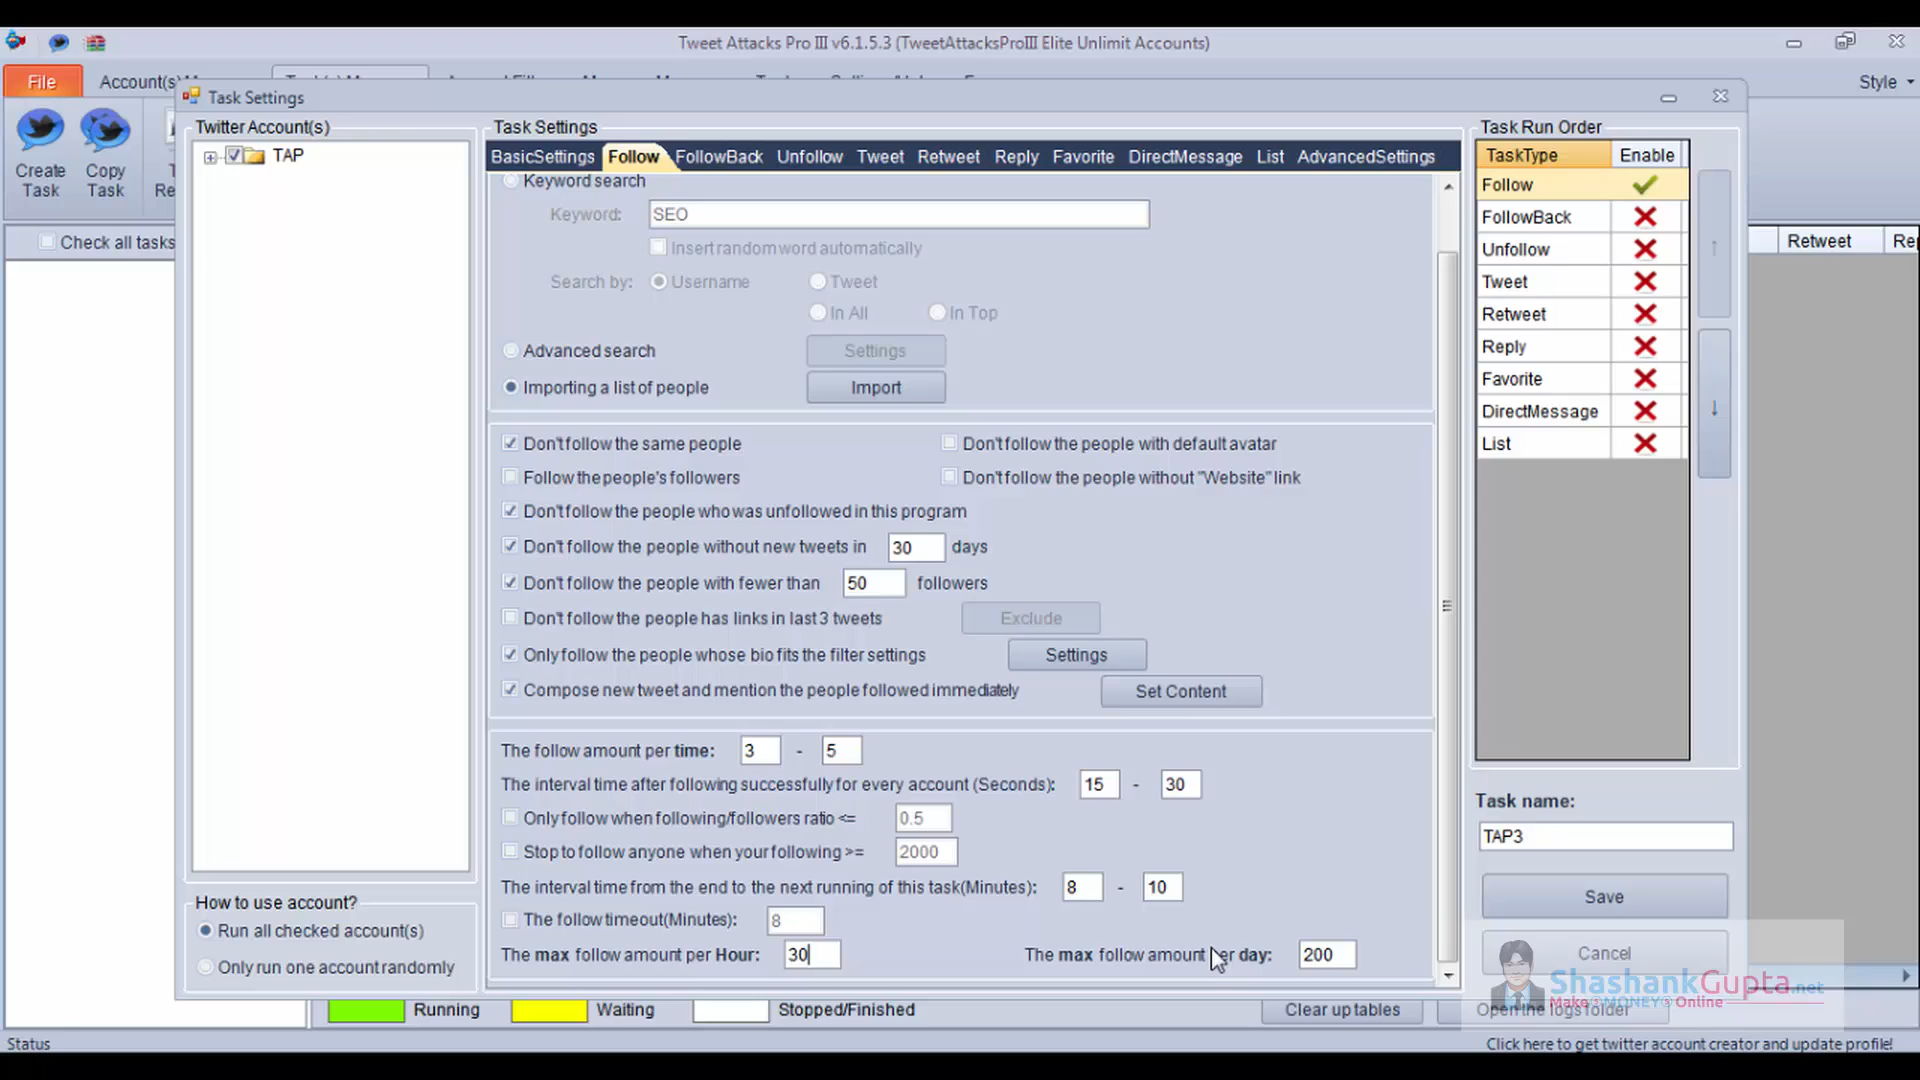 Tweet Attacks Pro III v6.1.5.3 (TweetAttacksProIII Elite Unlimit Accounts)
File
Account(s)
Style
Task Settings
Create Task
Copy Task
Check all tasks
Retweet
Twitter Account(s)
TAP
How to use account?
Run all checked account(s)
Only run one account randomly
Task Settings
BasicSettings Follow FollowBack Unfollow Tweet Retweet Reply Favorite DirectMessage List AdvancedSettings
Keyword search
Keyword: SEO
Insert random word automatically
Search by: Username Tweet
In All In Top
Advanced search Settings
Importing a list of people Import
Don't follow the same people Don't follow the people with default avatar
Follow the people's followers Don't follow the people without "Website" link
Don't follow the people who was unfollowed in this program
Don't follow the people without new tweets in 30 days
Don't follow the people with fewer than 50 followers
Don't follow the people has links in last 3 tweets Exclude
Only follow the people whose bio fits the filter settings Settings
Compose new tweet and mention the people followed immediately Set Content
The follow amount per time: 3 - 5
The interval time after following successfully for every account (Seconds): 15 - 30
Only follow when following/followers ratio <= 0.5
Stop to follow anyone when your following >= 2000
The interval time from the end to the next running of this task(Minutes): 8 - 10
The follow timeout(Minutes): 8
The max follow amount per Hour: 30 The max follow amount per day: 200
Task Run Order
TaskType Enable
Follow
FollowBack
Unfollow
Tweet
Retweet
Reply
Favorite
DirectMessage
List
Task name:
TAP3
Save
Cancel
ShashankGupta.net
Make MONEY Online
Running Waiting Stopped/Finished Clear up tables Open the logs folder
Status Click here to get twitter account creator and update profile!